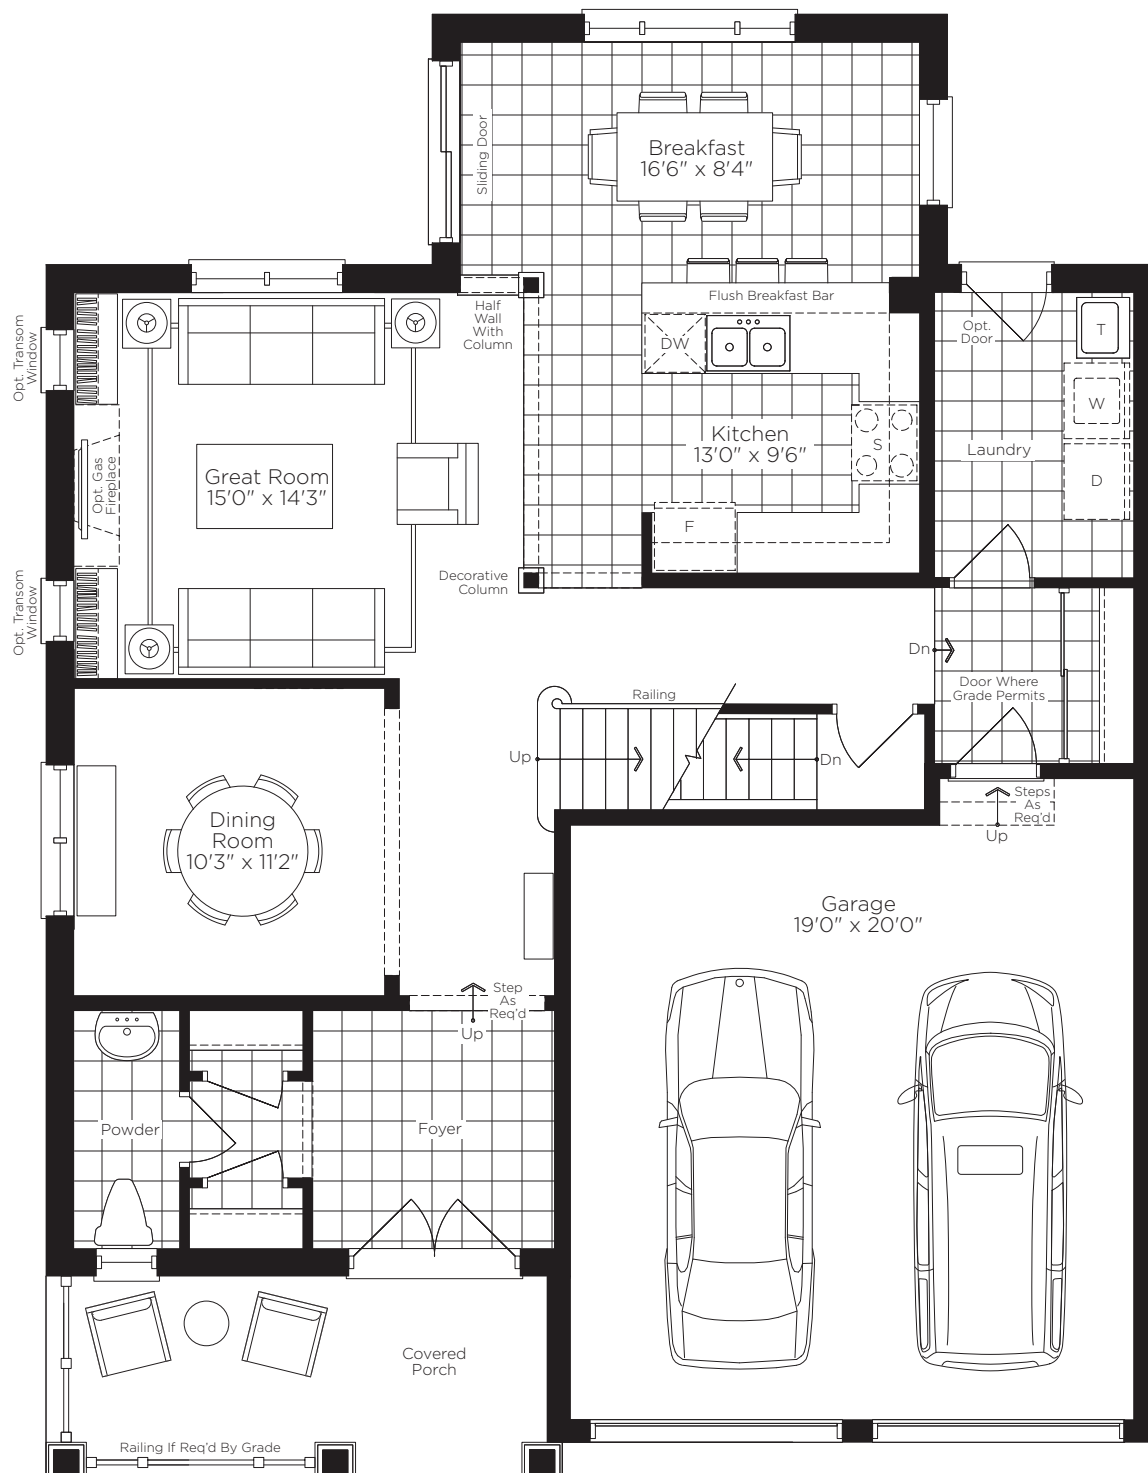 Sliding Door
Breakfast
16'6" x 8'4"
Flush Breakfast Bar
Half
Wall
With
Column
DW
Opt.
Door
T
W
D
Laundry
Opt. Transom
Window
Kitchen
13'0" x 9'6"
S
F
Great Room
15'0" x 14'3"
Opt. Gas
Fireplace
Decorative
Column
Opt. Transom
Window
Dn
Door Where
Grade Permits
Railing
Up
Dn
Steps
As
Req'd
Up
Dining
Room
10'3" x 11'2"
Garage
19'0" x 20'0"
Step
As
Req'd
Up
Powder
Foyer
Covered
Porch
Railing If Req'd By Grade